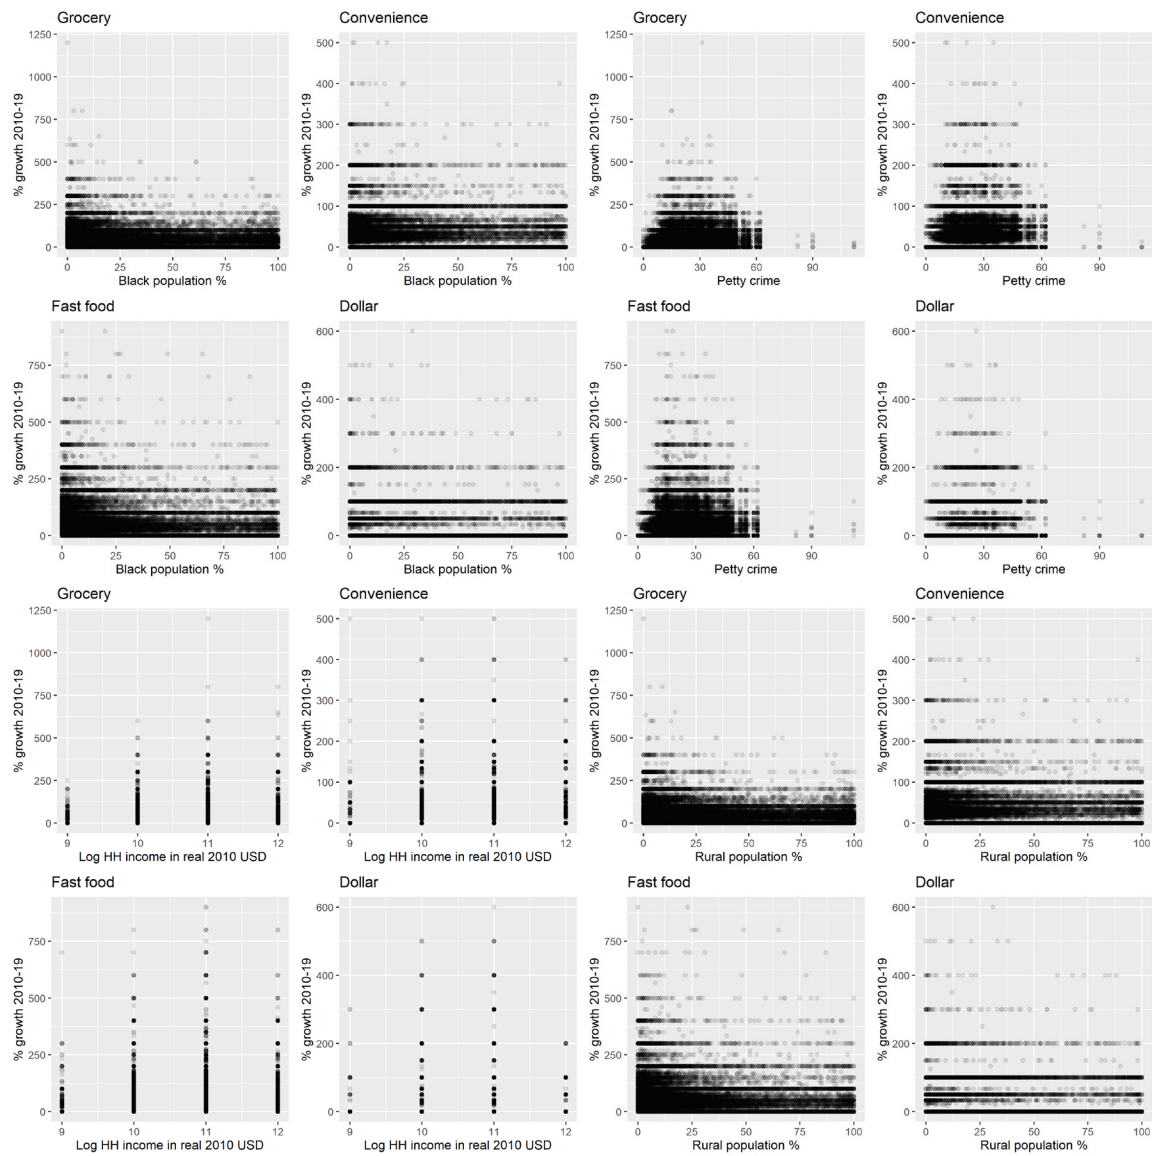 Grocery
Convenience
Grocery
Convenience
% growth 2010-19
1250
1000
750
500
250
0
0 25 50 75 100
Black population %
% growth 2010-19
500
400
300
200
100
0
0 25 50 75 100
Black population %
% growth 2010-19
1250
1000
750
500
250
0
0 30 60 90
Petty crime
% growth 2010-19
500
400
300
200
100
0
0 30 60 90
Petty crime
Fast food
Dollar
Fast food
Dollar
% growth 2010-19
750
500
250
0
0 25 50 75 100
Black population %
% growth 2010-19
600
400
200
0
0 25 50 75 100
Black population %
% growth 2010-19
750
500
250
0
0 30 60 90
Petty crime
% growth 2010-19
600
400
200
0
0 30 60 90
Petty crime
Grocery
Convenience
Grocery
Convenience
% growth 2010-19
1250
1000
750
500
250
0
9 10 11 12
Log HH income in real 2010 USD
% growth 2010-19
500
400
300
200
100
0
9 10 11 12
Log HH income in real 2010 USD
% growth 2010-19
1250
1000
750
500
250
0
0 25 50 75 100
Rural population %
% growth 2010-19
500
400
300
200
100
0
0 25 50 75 100
Rural population %
Fast food
Dollar
Fast food
Dollar
% growth 2010-19
750
500
250
0
9 10 11 12
Log HH income in real 2010 USD
% growth 2010-19
600
400
200
0
9 10 11 12
Log HH income in real 2010 USD
% growth 2010-19
750
500
250
0
0 25 50 75 100
Rural population %
% growth 2010-19
600
400
200
0
0 25 50 75 100
Rural population %